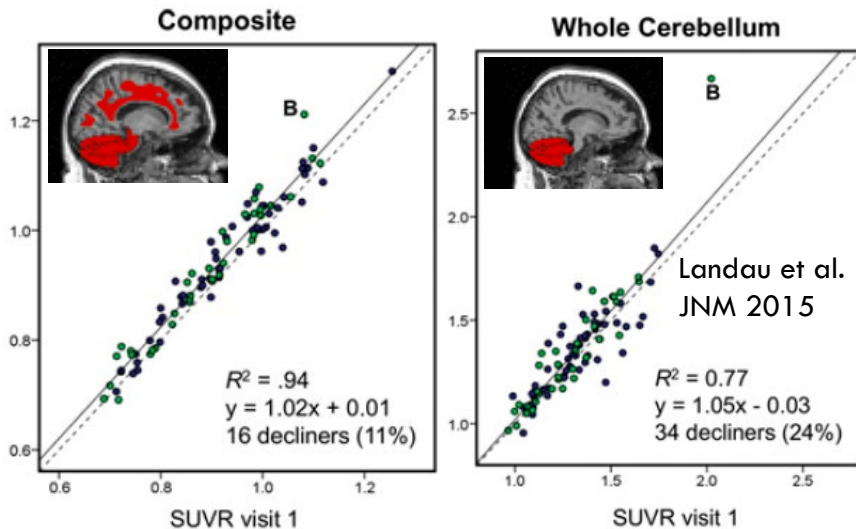 Composite
1.2
1.0
0.8
0.6
B
R² = .94
y = 1.02x + 0.01
16 decliners (11%)
0.6 0.8 1.0 1.2
SUVR visit 1
Whole Cerebellum
2.5
2.0
1.5
1.0
B
Landau et al.
JNM 2015
R² = 0.77
y = 1.05x - 0.03
34 decliners (24%)
1.0 1.5 2.0 2.5
SUVR visit 1